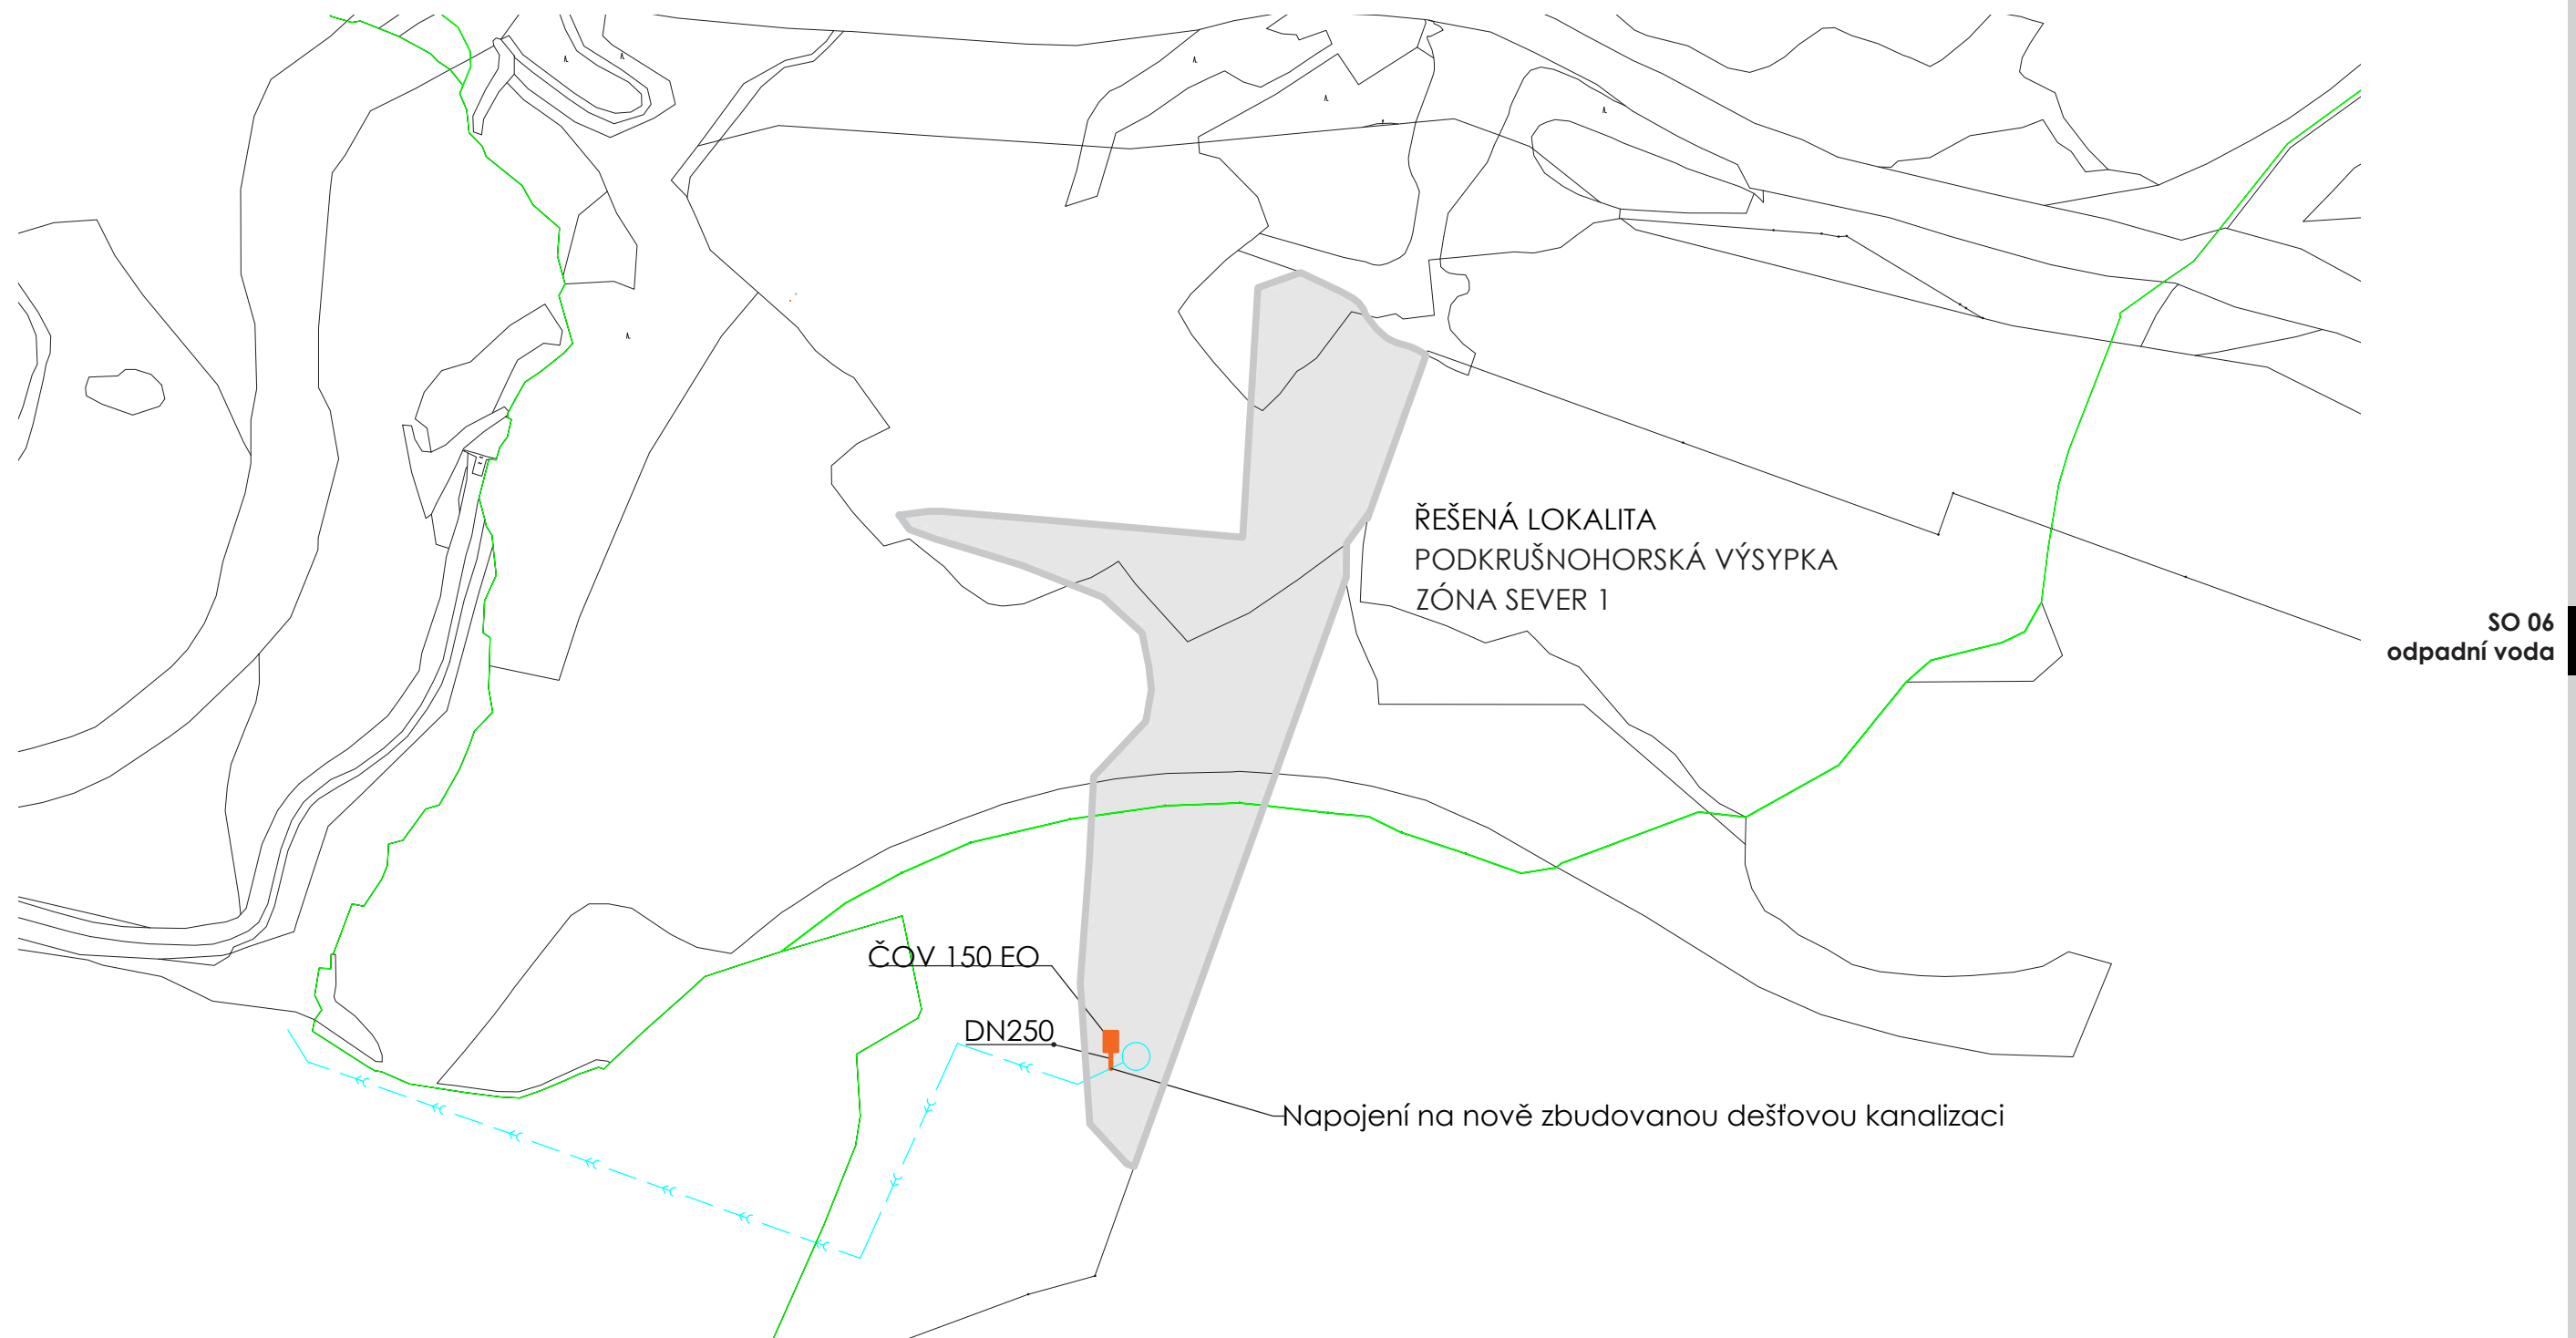 ŘEŠENÁ LOKALITA
PODKRUŠNOHORSKÁ VÝSYPKA
ZÓNA SEVER 1
SO 06
odpadní voda
ČOV 150 EO
DN250
Napojení na nově zbudovanou dešťovou kanalizaci